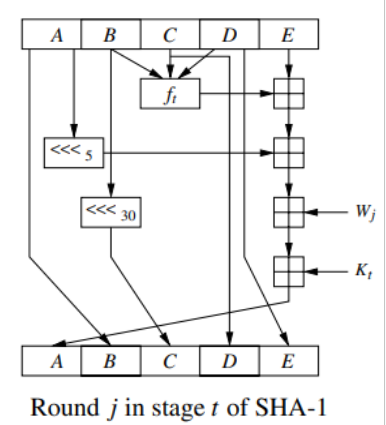 A B C D E
f_t
<<< 5
<<< 30
W_j
K_t
A B C D E
Round j in stage t of SHA-1